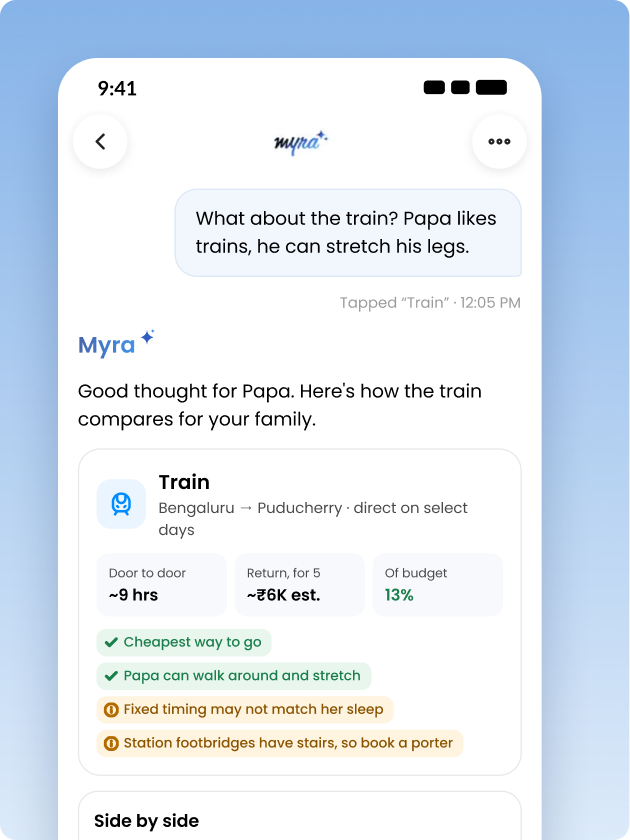 9:41
myra
What about the train? Papa likes
trains, he can stretch his legs.
Tapped “Train” · 12:05 PM
Myra
Good thought for Papa. Here's how the train
compares for your family.
Train
Bengaluru → Puducherry · direct on select
days
Door to door
~9 hrs
Return, for 5
~₹6K est.
Of budget
13%
Cheapest way to go
Papa can walk around and stretch
Fixed timing may not match her sleep
Station footbridges have stairs, so book a porter
Side by side